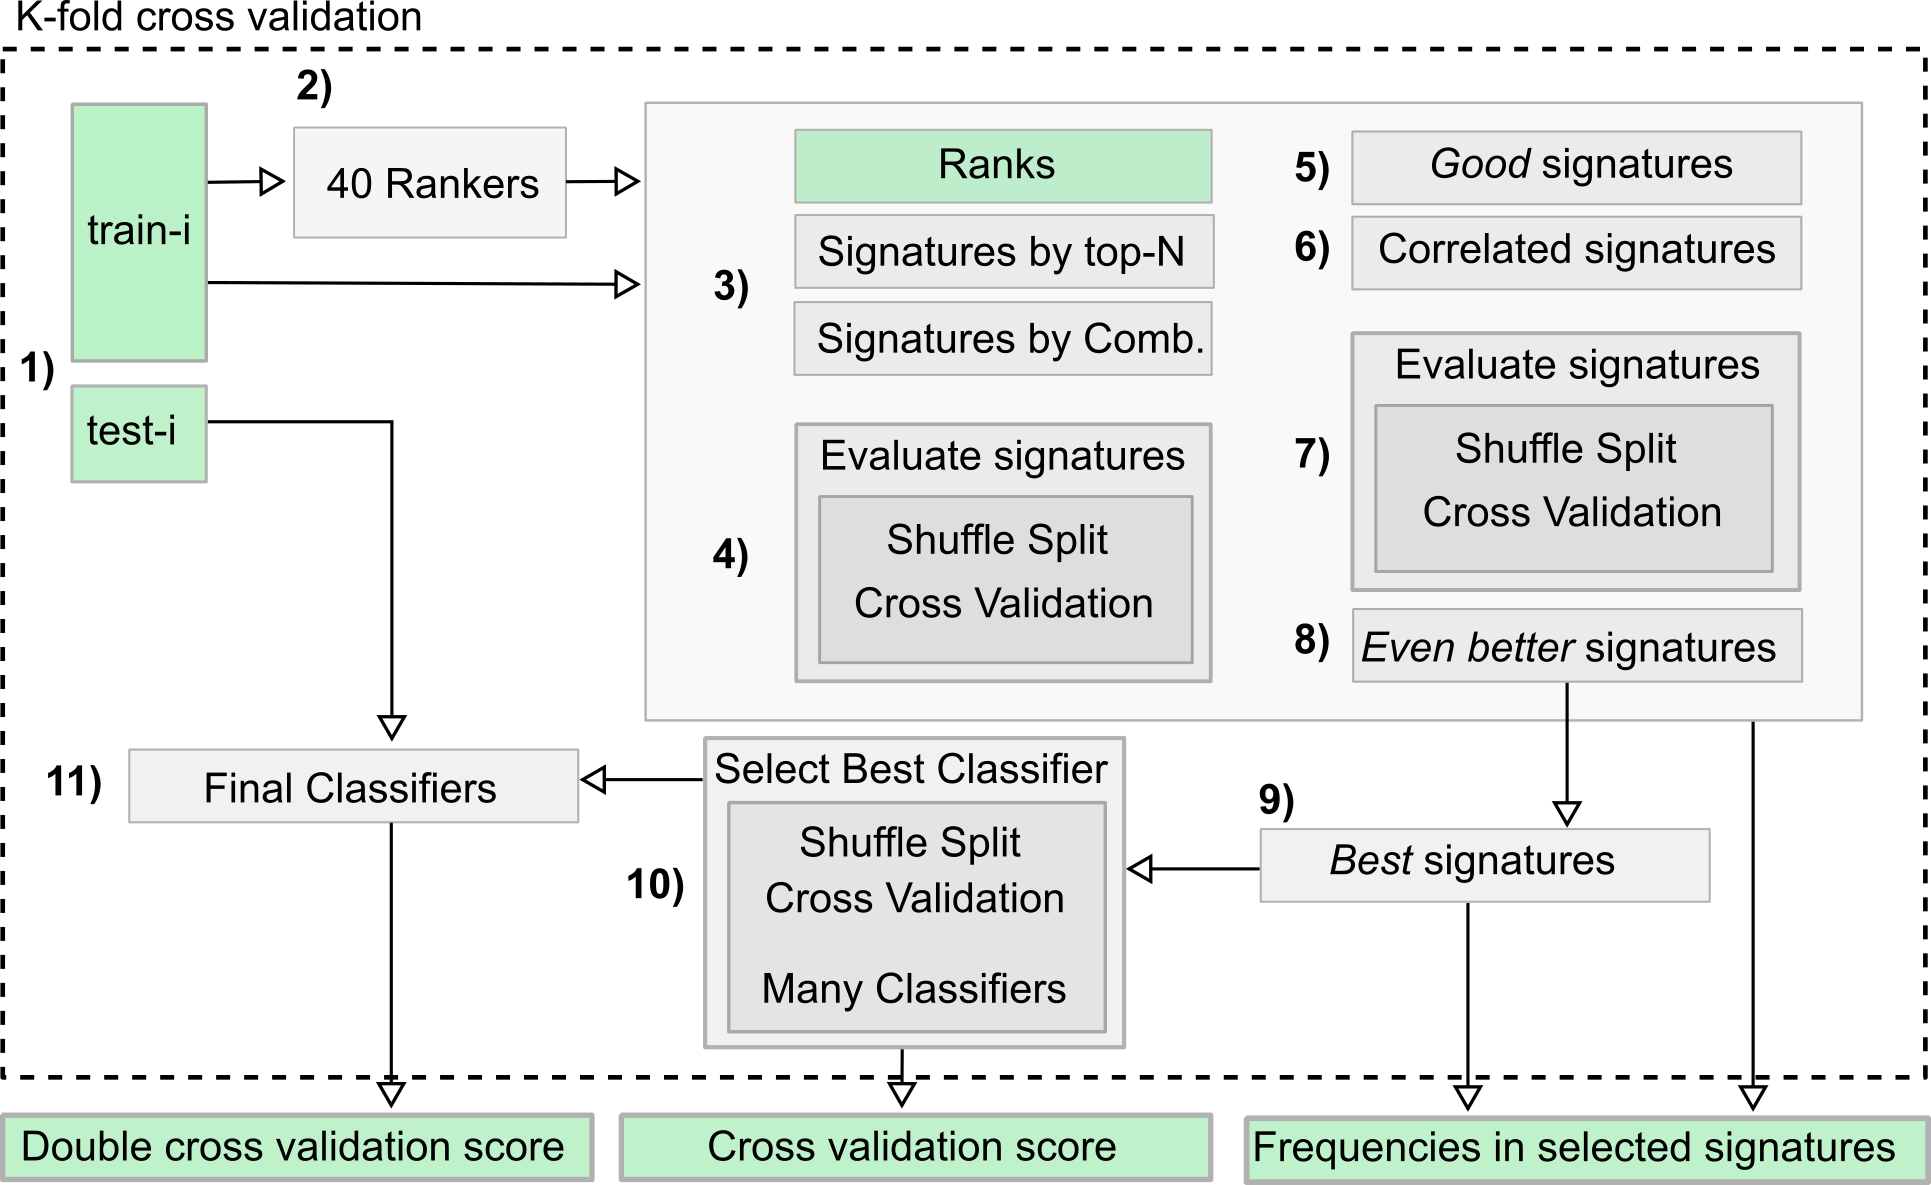 K-fold cross validation
1)
train-i
test-i
2)
40 Rankers
Ranks
3)
Signatures by top-N
Signatures by Comb.
4)
Evaluate signatures
Shuffle Split
Cross Validation
5)
Good signatures
6)
Correlated signatures
7)
Evaluate signatures
Shuffle Split
Cross Validation
8)
Even better signatures
9)
Best signatures
10)
Select Best Classifier
Shuffle Split
Cross Validation
Many Classifiers
11)
Final Classifiers
Double cross validation score
Cross validation score
Frequencies in selected signatures